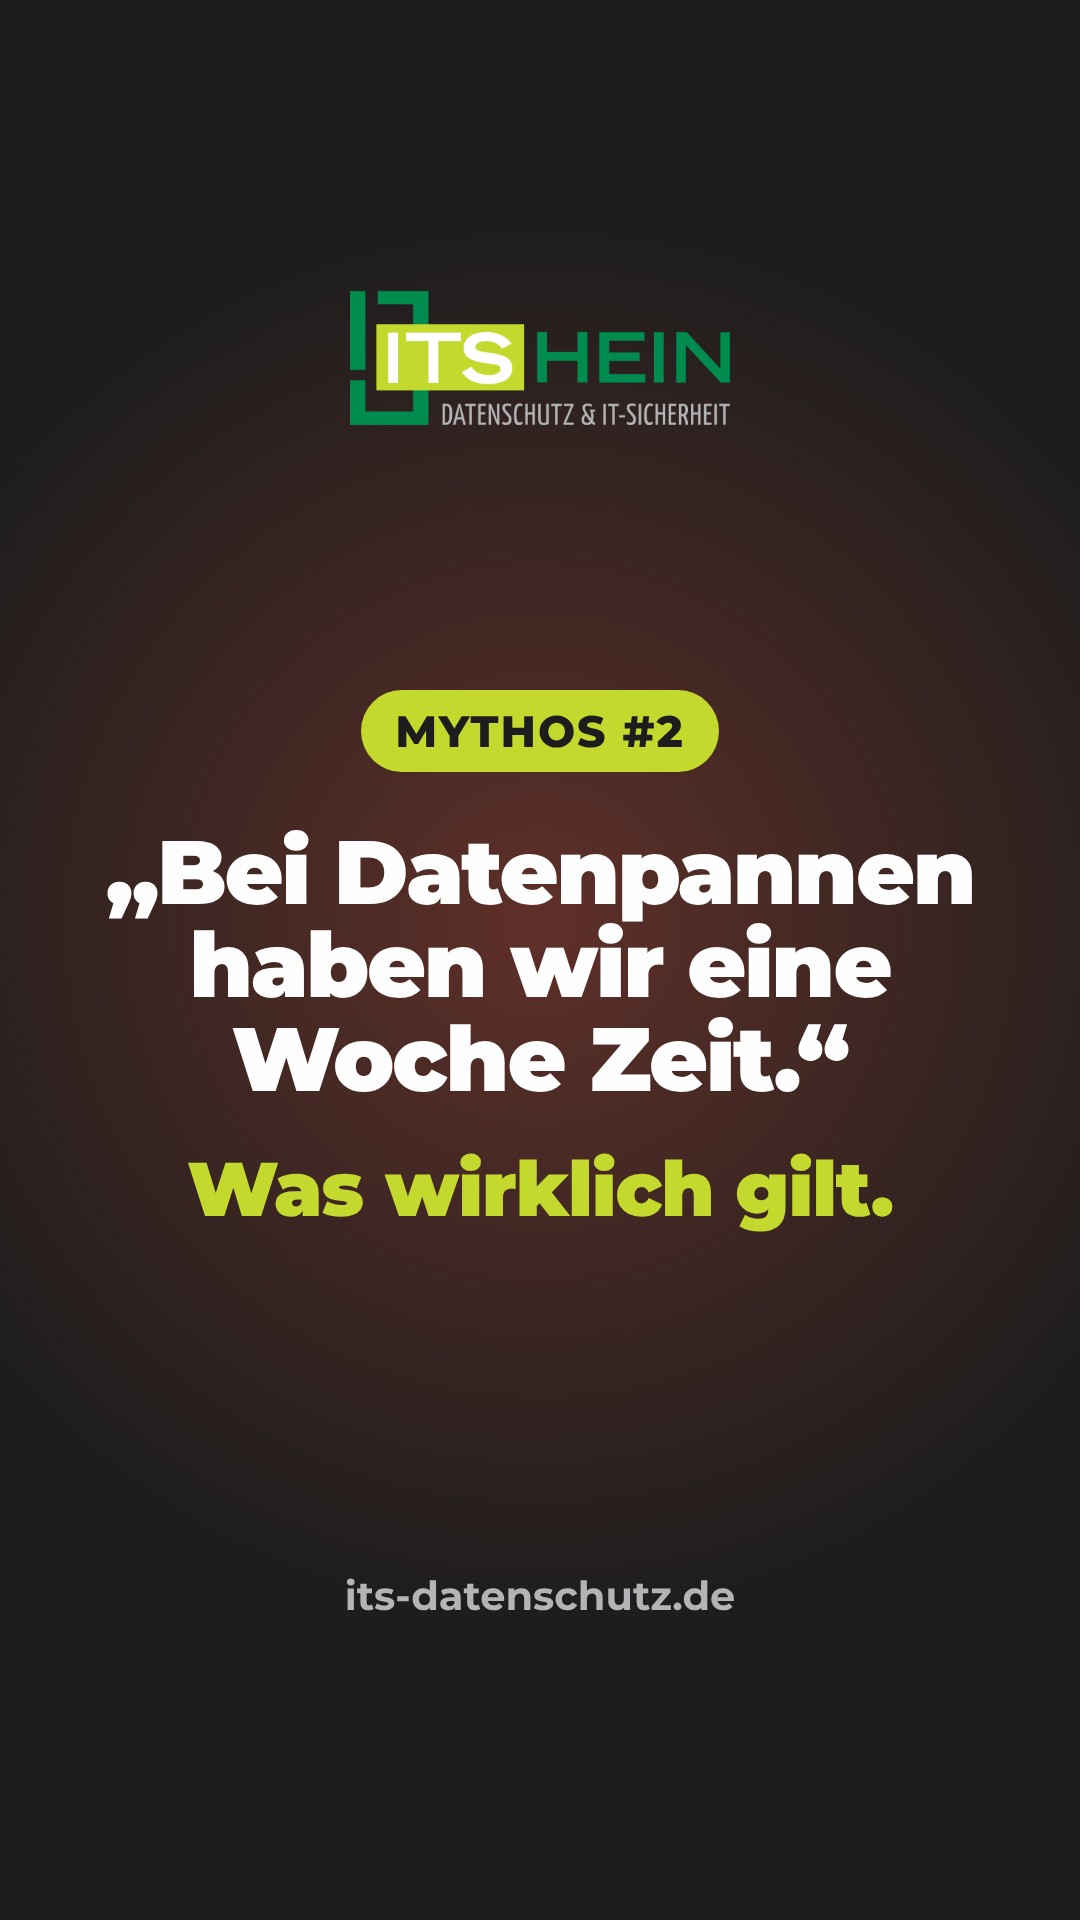 ITS HEIN
DATENSCHUTZ & IT-SICHERHEIT
MYTHOS #2
„Bei Datenpannen
haben wir eine
Woche Zeit.“
Was wirklich gilt.
its-datenschutz.de